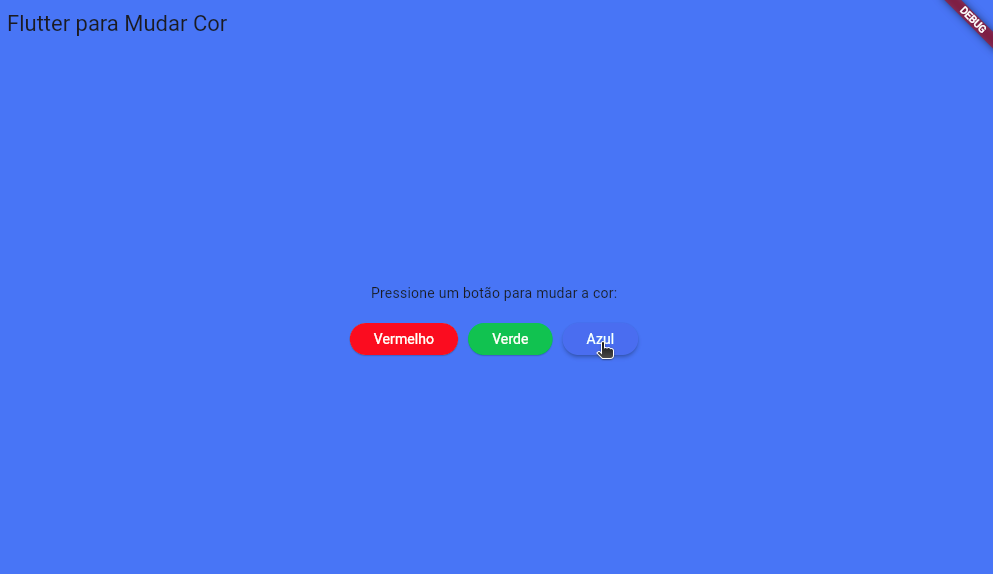 Flutter para Mudar Cor
DEBUG
Pressione um botão para mudar a cor:
Vermelho
Verde
Azul